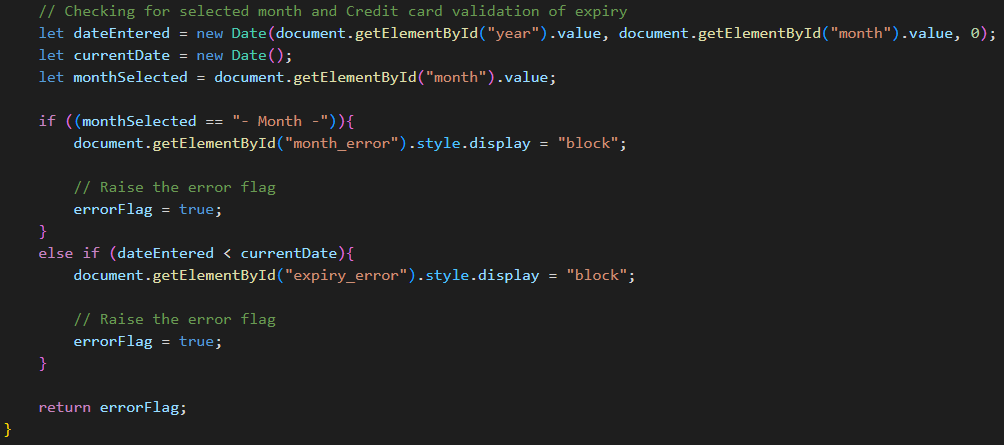 // Checking for selected month and Credit card validation of expiry
let dateEntered = new Date(document.getElementById("year").value, document.getElementById("month").value, 0);
let currentDate = new Date();
let monthSelected = document.getElementById("month").value;
if ((monthSelected == "- Month -")){
document.getElementById("month_error").style.display = "block";
// Raise the error flag
errorFlag = true;
}
else if (dateEntered < currentDate){
document.getElementById("expiry_error").style.display = "block";
// Raise the error flag
errorFlag = true;
}
return errorFlag;
}